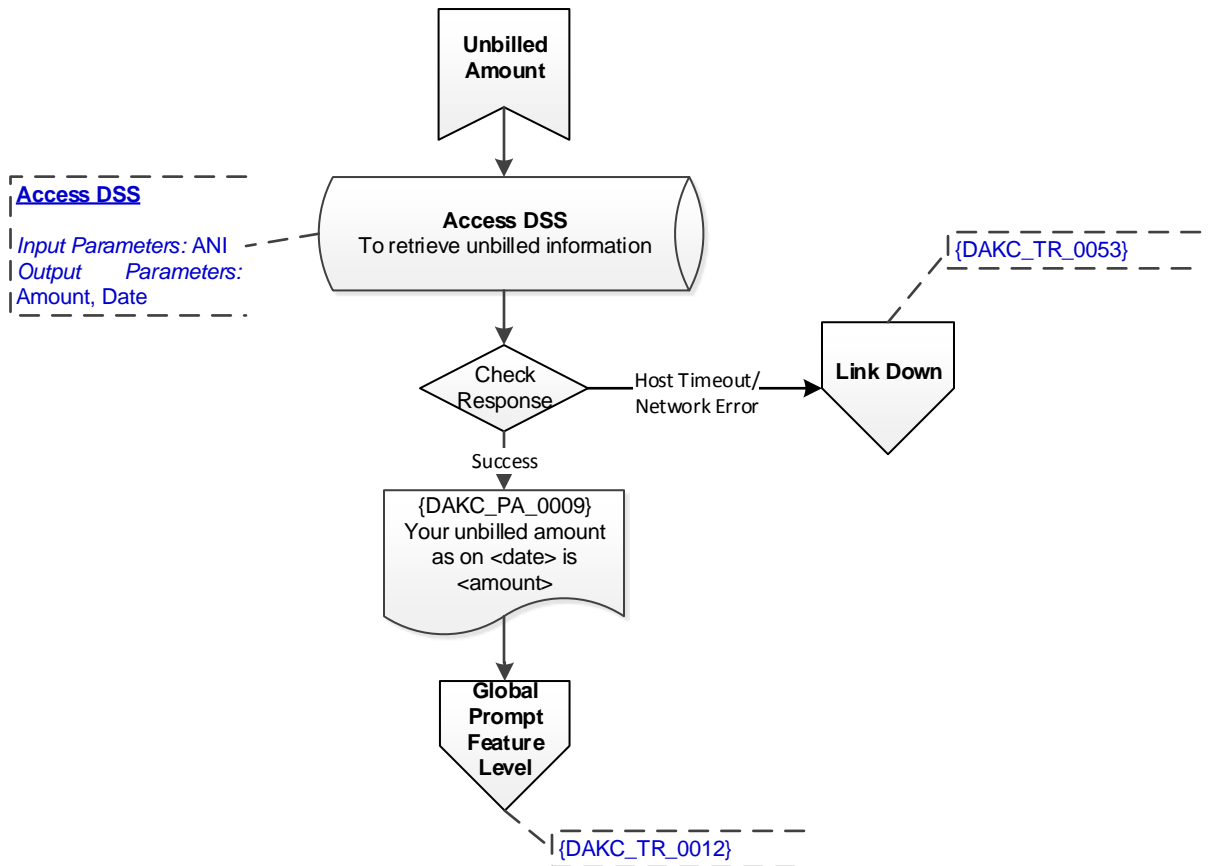 Unbilled
Amount
Access DSS
Input Parameters: ANI
Output Parameters:
Amount, Date
Access DSS
To retrieve unbilled information
{DAKC_TR_0053}
Link Down
Check
Response
Host Timeout/
Network Error
Success
{DAKC_PA_0009}
Your unbilled amount
as on <date> is
<amount>
Global
Prompt
Feature
Level
{DAKC_TR_0012}